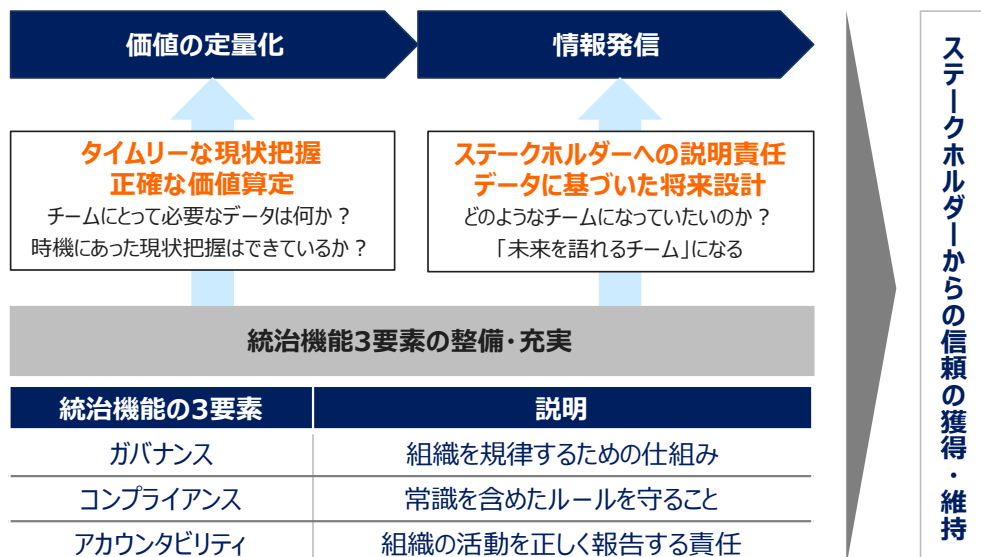 価値の定量化
情報発信
タイムリーな現状把握
正確な価値算定
チームにとって必要なデータは何か？
時機にあった現状把握はできているか？
ステークホルダーへの説明責任
データに基づいた将来設計
どのようなチームになっていたいのか？
「未来を語れるチーム」になる
統治機能3要素の整備・充実
統治機能の3要素 説明
ガバナンス 組織を規律するための仕組み
コンプライアンス 常識を含めたルールを守ること
アカウンタビリティ 組織の活動を正しく報告する責任
ステークホルダーからの信頼の獲得・維持